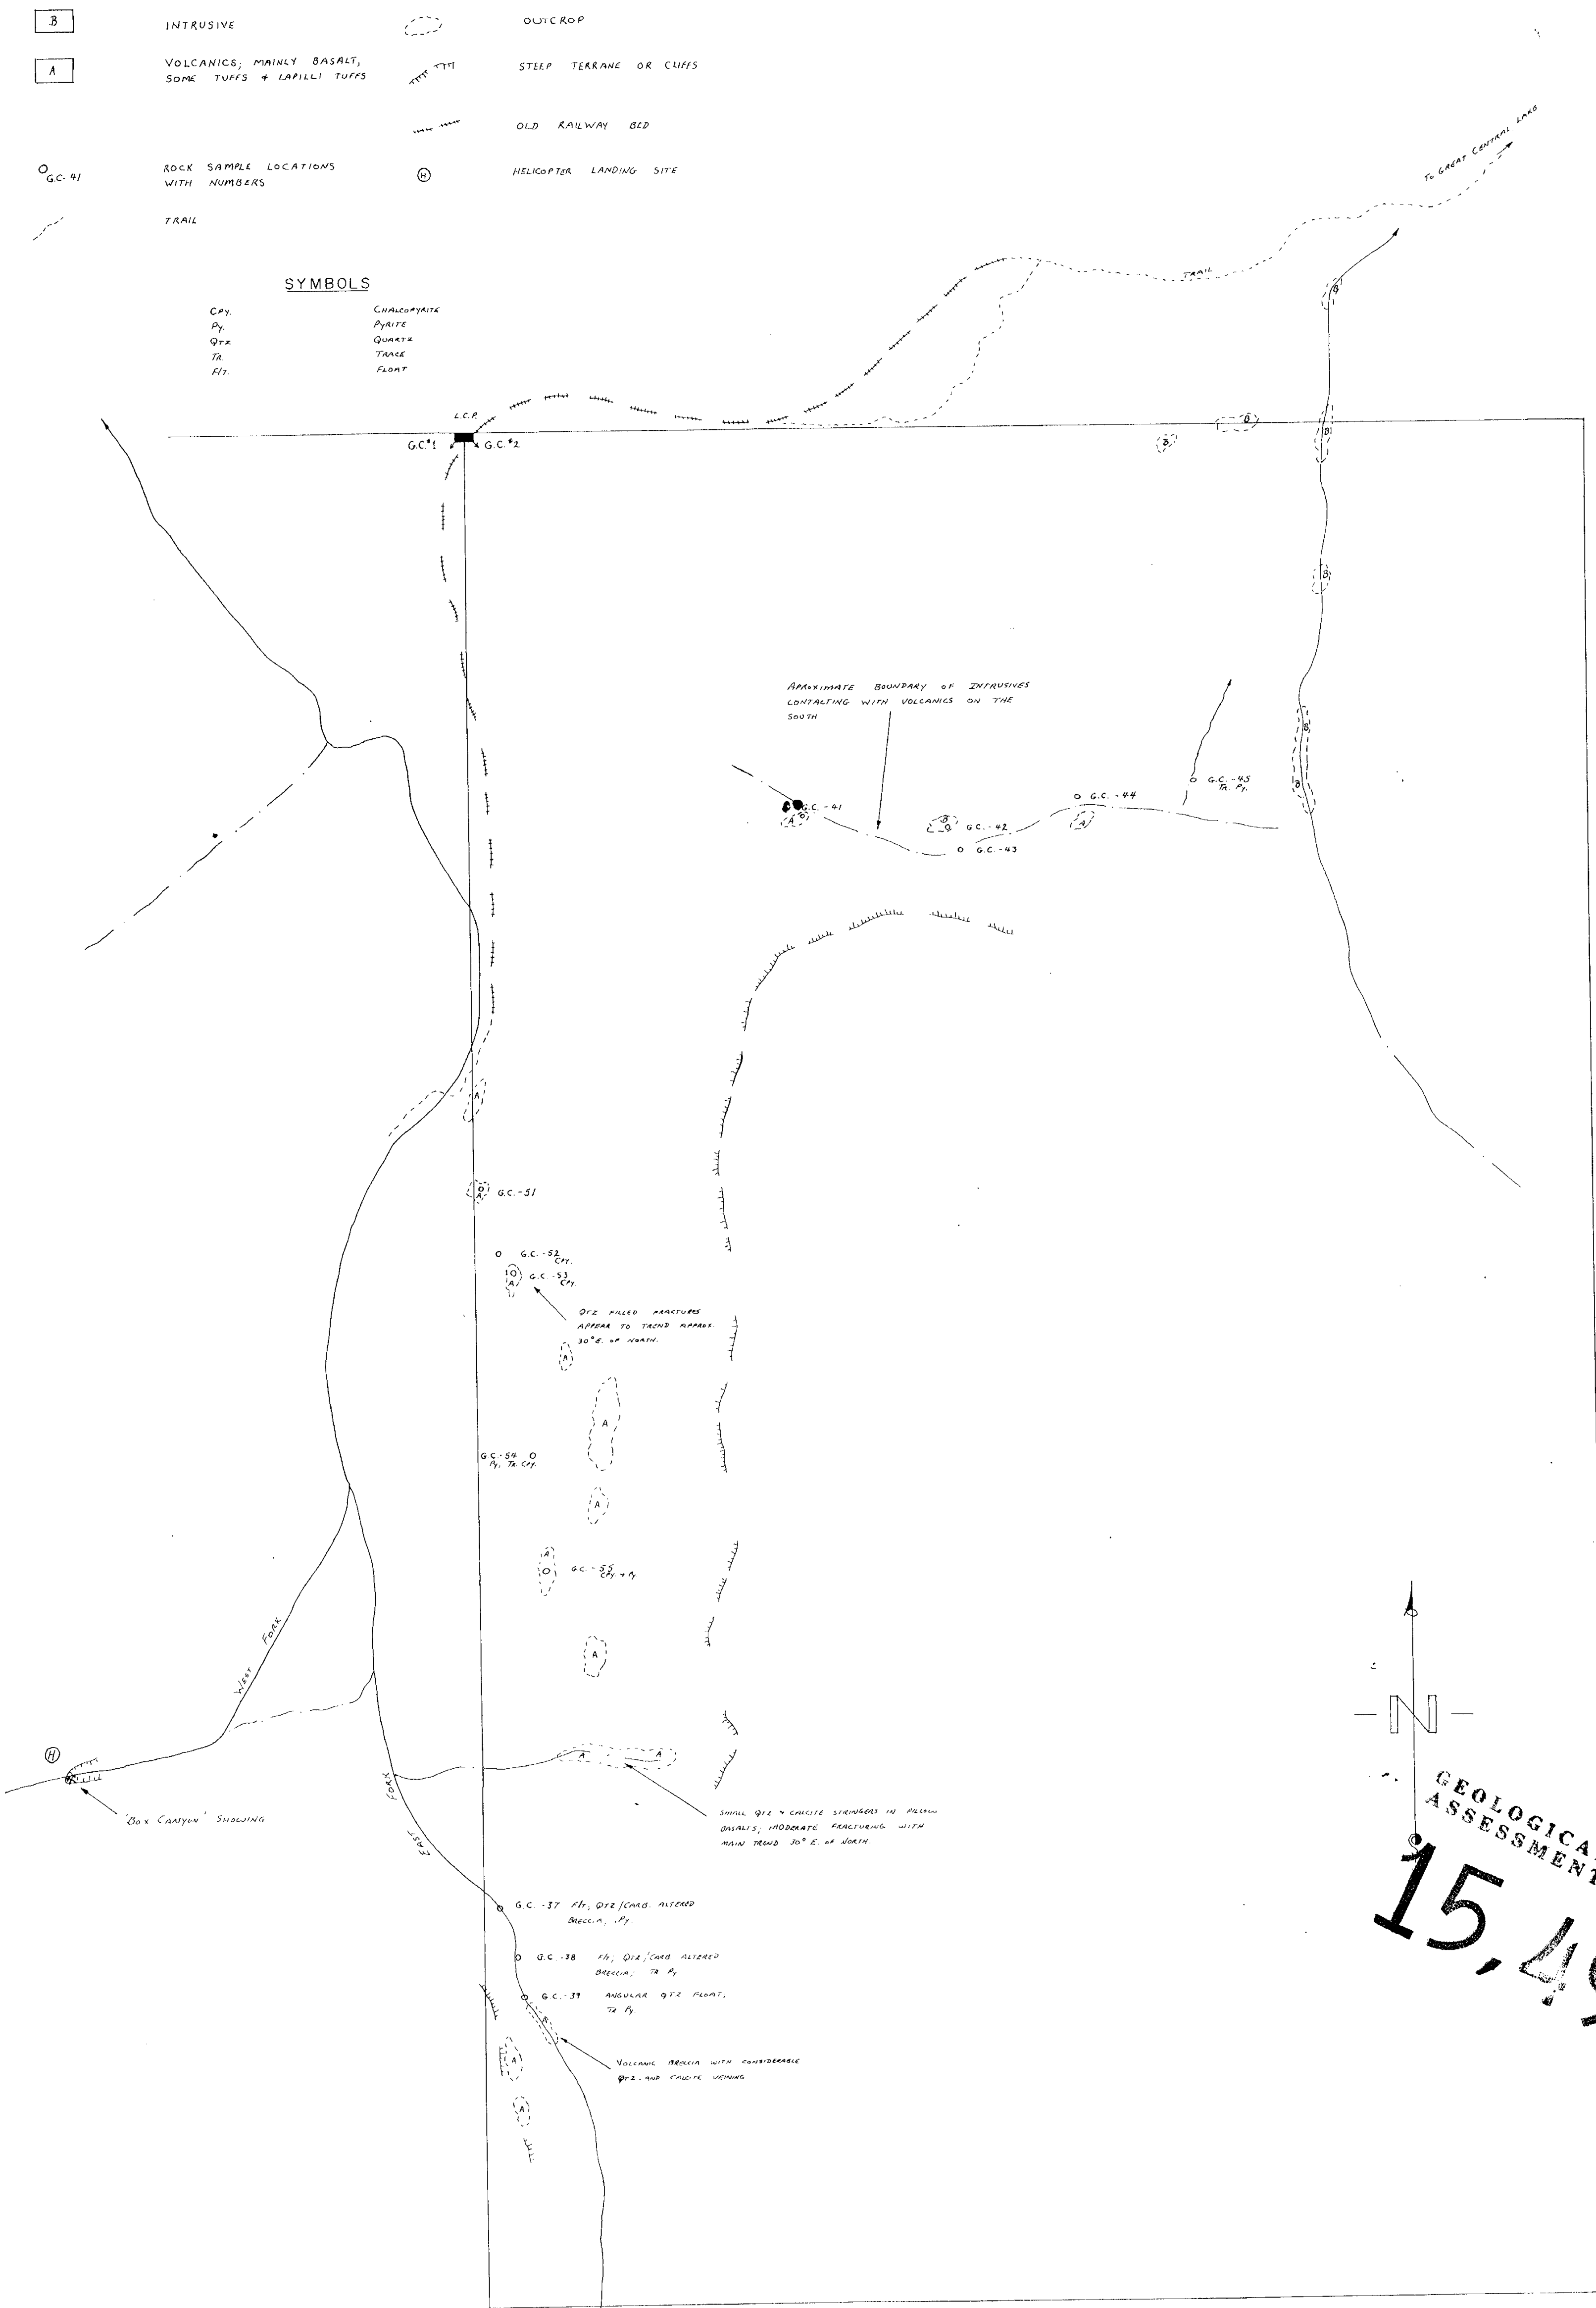 B
INTRUSIVE
OUTCROP
A
VOLCANICS; MAINLY BASALT,
SOME TUFFS & LAPILLI TUFFS
STEEP TERRANE OR CLIFFS
OLD RAILWAY BED
G.C.-41
ROCK SAMPLE LOCATIONS
WITH NUMBERS
H
HELICOPTER LANDING SITE
TRAIL
TO GREAT CENTRAL LAKE
TRAIL
SYMBOLS
CPY. CHALCOPYRITE
PY. PYRITE
QTZ QUARTZ
TR. TRACE
F/T. FLOAT
L.C.P.
G.C.#1
G.C.#2
B
B
B
B
B
APROXIMATE BOUNDARY OF INTRUSIVES
CONTACTING WITH VOLCANICS ON THE
SOUTH
B
B
G.C.-45
TR. PY.
G.C.-44
A
G.C.-41
A
B
G.C.-42
G.C.-43
A
A
G.C.-51
G.C.-52
CPY.
A
G.C.-53
CPY.
QTZ FILLED FRACTURES
APPEAR TO TREND APPROX.
30° E. OF NORTH.
A
A
G.C.-54
PY, TR. CPY.
A
A
G.C.-55
CPY. & PY
A
WEST FORK
N
H
'BOX CANYON' SHOWING
A A
EAST FORK
SMALL QTZ & CALCITE STRINGERS IN PILLOW
BASALTS; MODERATE FRACTURING WITH
MAIN TREND 30° E. OF NORTH.
GEOLOGICA
ASSESSMENT
15,49
G.C.-37 F/T; QTZ/CARB. ALTERED
BRECCIA; PY.
G.C.-38 F/T; QTZ/CARB. ALTERED
BRECCIA; TR PY
G.C.-39 ANGULAR QTZ FLOAT;
TR PY.
A
VOLCANIC BRECCIA WITH CONSIDERABLE
QTZ. AND CALCITE VEINING.
A
A